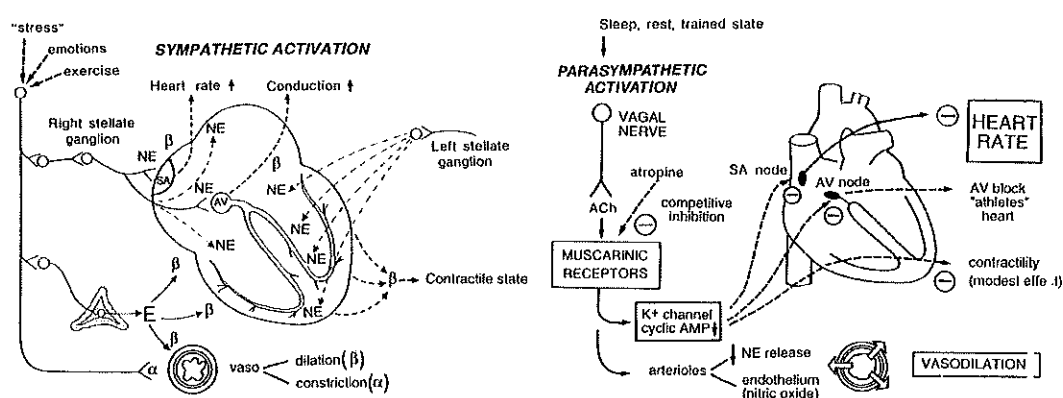 "stress"
emotions
exercise
SYMPATHETIC ACTIVATION
Heart rate ↑
Conduction ↑
Right stellate
ganglion
β
NE
NE
SA
NE
AV
β
NE
Left stellate
ganglion
NE
NE
NE
NE
β
E
β
β
β
Contractile state
α
vaso
dilation(β)
constriction(α)
Sleep, rest, trained state
PARASYMPATHETIC
ACTIVATION
VAGAL
NERVE
atropine
ACh
competitive
inhibition
MUSCARINIC
RECEPTORS
K+ channel
cyclic AMP↓
arterioles
↓ NE release
endothelium
(nitric oxide)
SA node
AV node
HEART
RATE
AV block
"athletes"
heart
contractility
(modest
VASODILATION